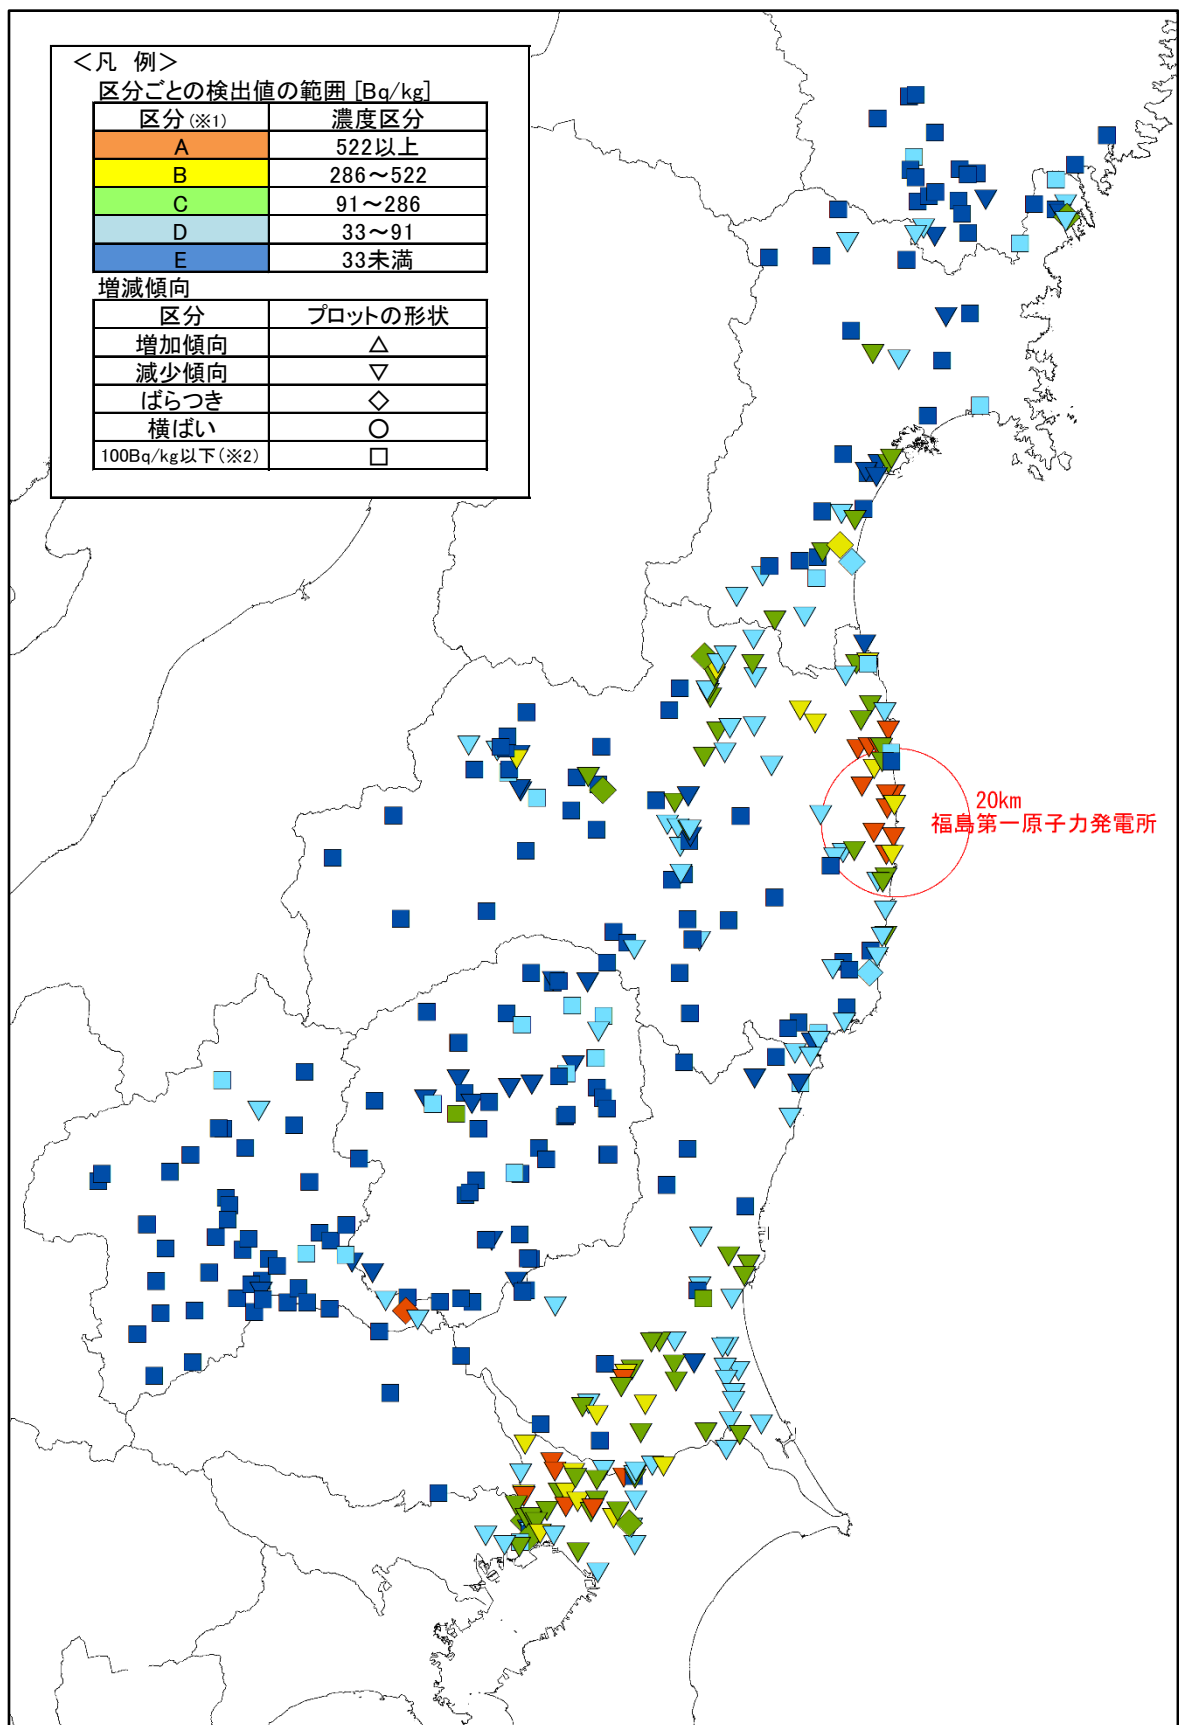 ＜凡 例＞
区分ごとの検出値の範囲 [Bq/kg]
区分(※1) 濃度区分
A 522以上
B 286～522
C 91～286
D 33～91
E 33未満
増減傾向
区分 プロットの形状
増加傾向 △
減少傾向 ▽
ばらつき ◇
横ばい ○
100Bq/kg以下(※2) □
20km
福島第一原子力発電所